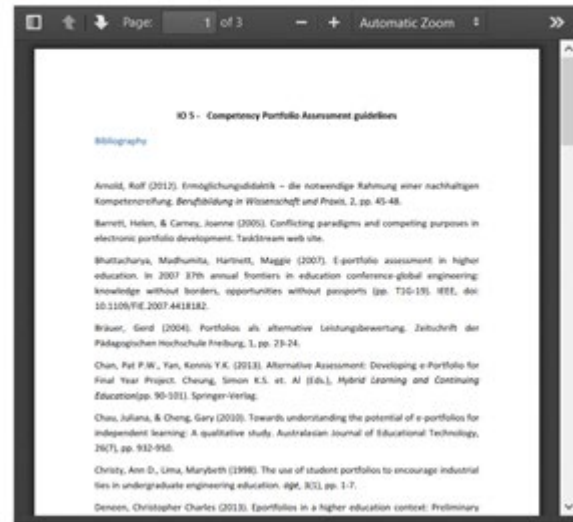 Page: 1 of 3 Automatic Zoom
IO 5 - Competency Portfolio Assessment guidelines
Bibliography
Arnold, Rolf (2012). Ermöglichungsdidaktik – die notwendige Rahmung einer nachhaltigen
Kompetenzreifung. Berufsbildung in Wissenschaft und Praxis, 2, pp. 45-48.
Barrett, Helen, & Carney, Joanne (2005). Conflicting paradigms and competing purposes in
electronic portfolio development. TaskStream web site.
Bhattacharya, Madhumita, Hartnett, Maggie (2007). E-portfolio assessment in higher
education. In 2007 37th annual frontiers in education conference-global engineering:
knowledge without borders, opportunities without passports (pp. T1G-19). IEEE, doi:
10.1109/FIE.2007.4418182.
Bräuer, Gerd (2004). Portfolios als alternative Leistungsbewertung. Zeitschrift der
Pädagogischen Hochschule Freiburg, 1, pp. 23-24.
Chan, Pat P.W., Yan, Kennis Y.K. (2013). Alternative Assessment: Developing e-Portfolio for
Final Year Project. Cheung, Simon K.S. et. Al (Eds.), Hybrid Learning and Continuing
Education(pp. 90-101). Springer-Verlag.
Chau, Juliana, & Cheng, Gary (2010). Towards understanding the potential of e-portfolios for
independent learning: A qualitative study. Australasian Journal of Educational Technology,
26(7), pp. 932-950.
Christy, Ann D., Lima, Marybeth (1998). The use of student portfolios to encourage industrial
ties in undergraduate engineering education. age, 3(1), pp. 1-7.
Deneen, Christopher Charles (2013). Eportfolios in a higher education context: Preliminary